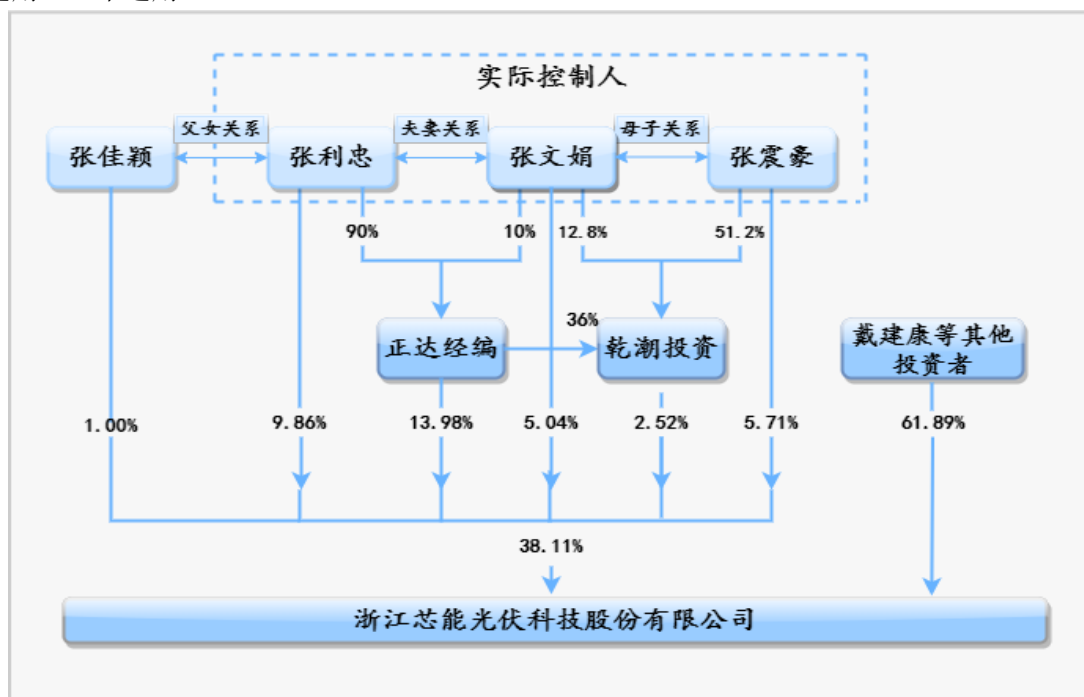 实际控制人
父女关系
夫妻关系
母子关系
张佳颖
张利忠
张文娟
张震豪
90%
10%
12.8%
51.2%
36%
正达经编
乾潮投资
戴建康等其他
投资者
1.00%
9.86%
13.98%
5.04%
2.52%
5.71%
61.89%
38.11%
浙江芯能光伏科技股份有限公司